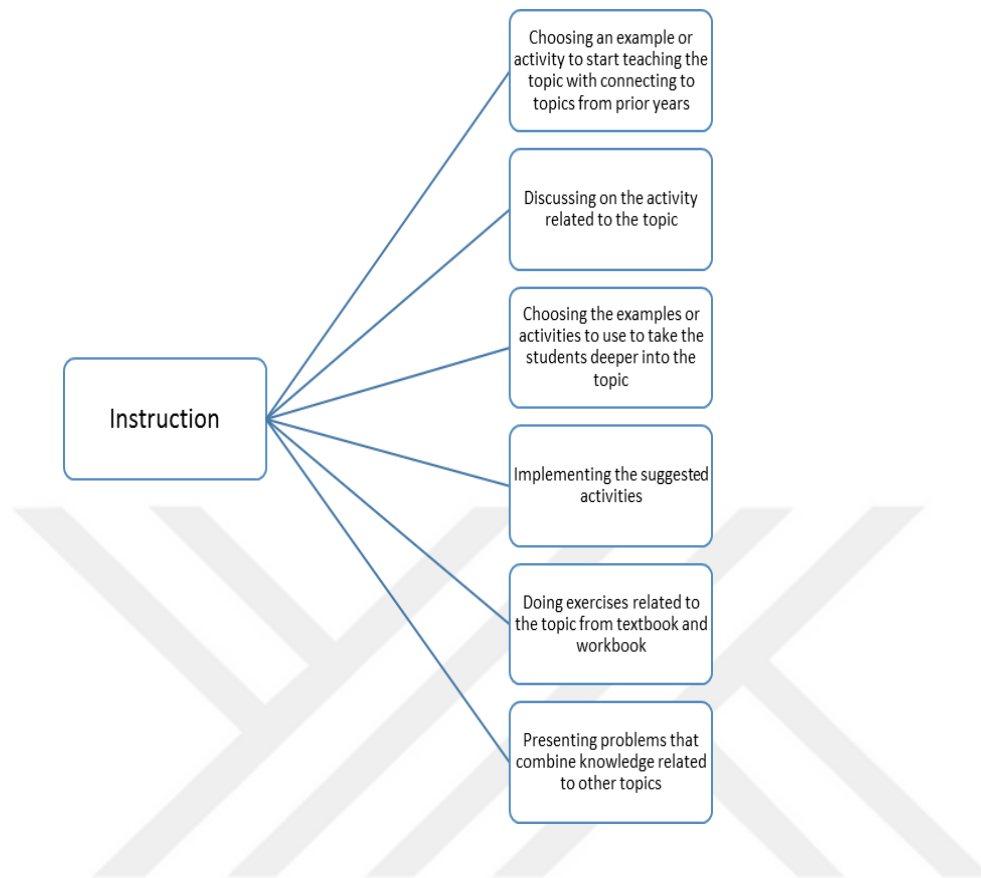 Choosing an example or
activity to start teaching the
topic with connecting to
topics from prior years
Discussing on the activity
related to the topic
Choosing the examples or
activities to use to take the
students deeper into the
topic
Instruction
Implementing the suggested
activities
Doing exercises related to
the topic from textbook and
workbook
Presenting problems that
combine knowledge related
to other topics